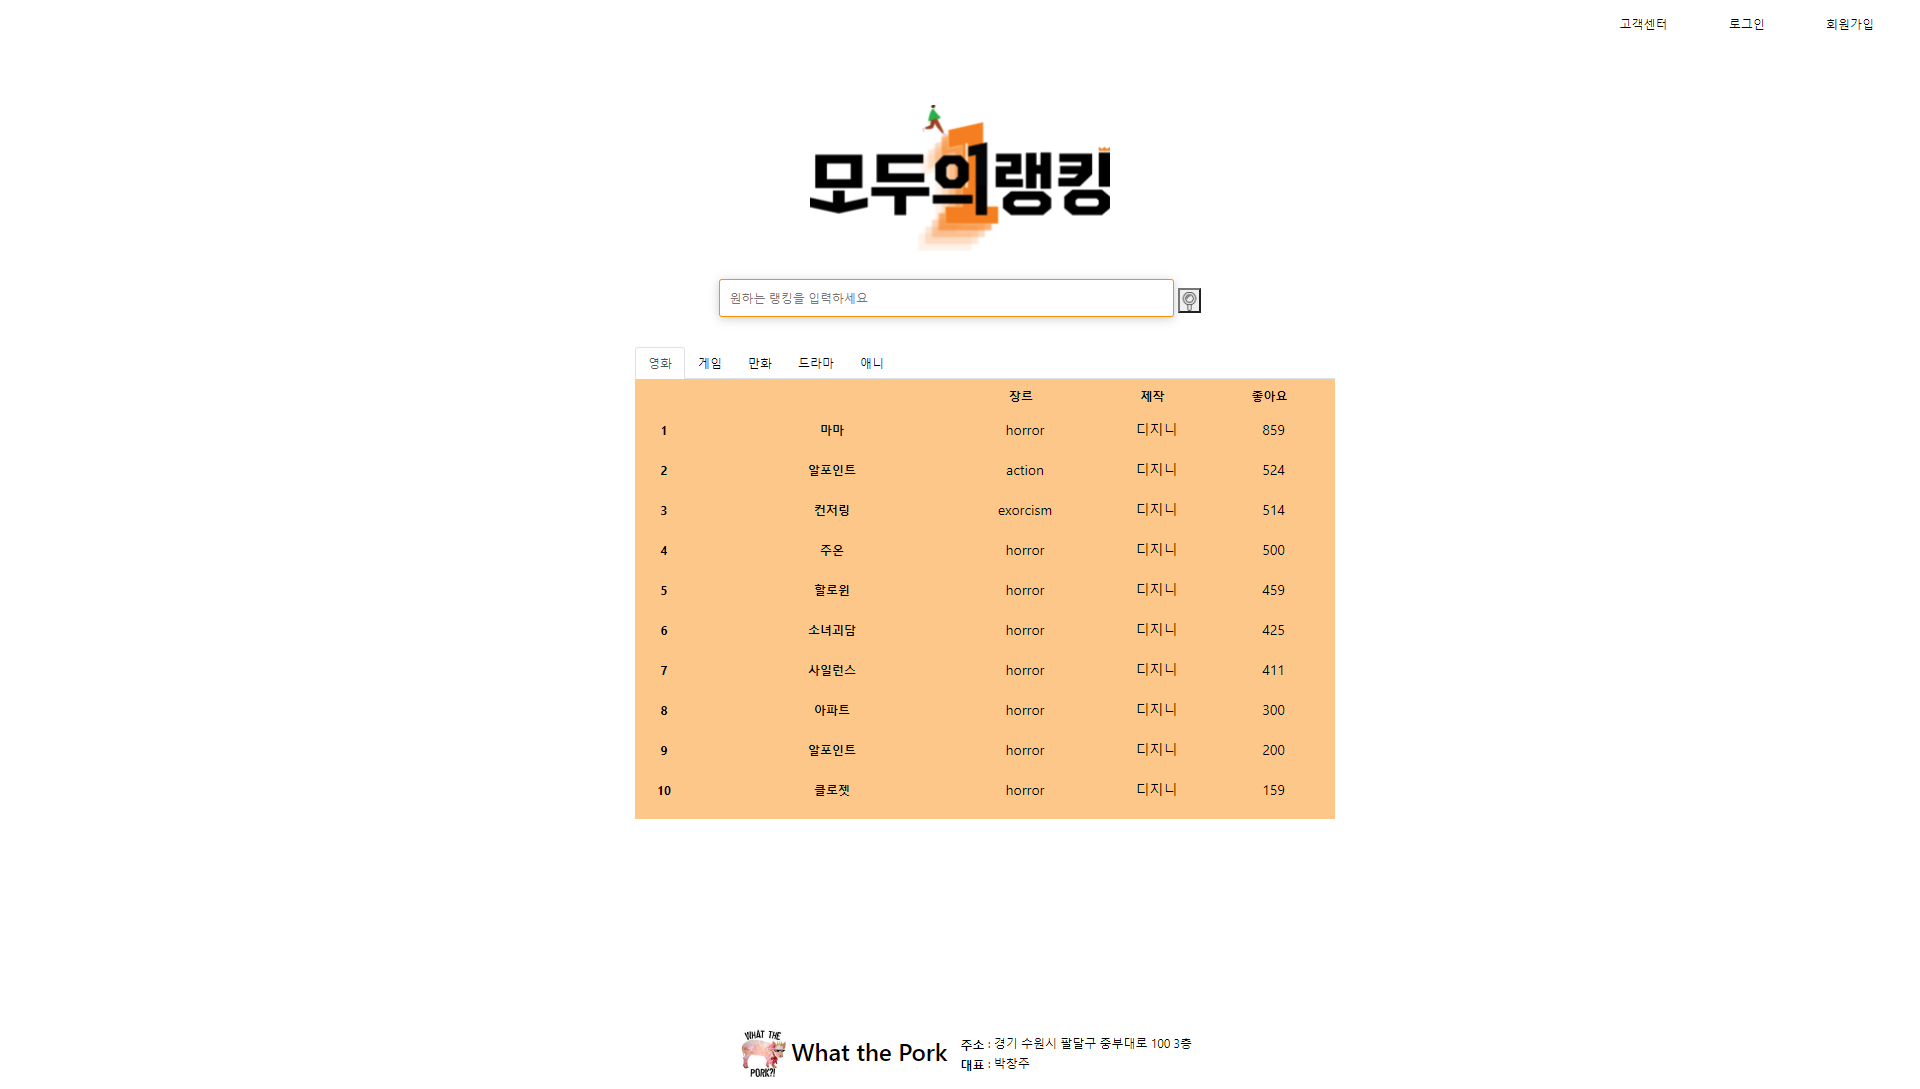 고객센터 로그인 회원가입
모두의랭킹
원하는 랭킹을 입력하세요
영화 게임 만화 드라마 애니
장르 제작 좋아요
1 마마 horror 디지니 859
2 알포인트 action 디지니 524
3 컨저링 exorcism 디지니 514
4 주온 horror 디지니 500
5 할로윈 horror 디지니 459
6 소녀괴담 horror 디지니 425
7 사일런스 horror 디지니 411
8 아파트 horror 디지니 300
9 알포인트 horror 디지니 200
10 클로젯 horror 디지니 159
WHAT THE
PORK?!
What the Pork
주소 : 경기 수원시 팔달구 중부대로 100 3층
대표 : 박창주